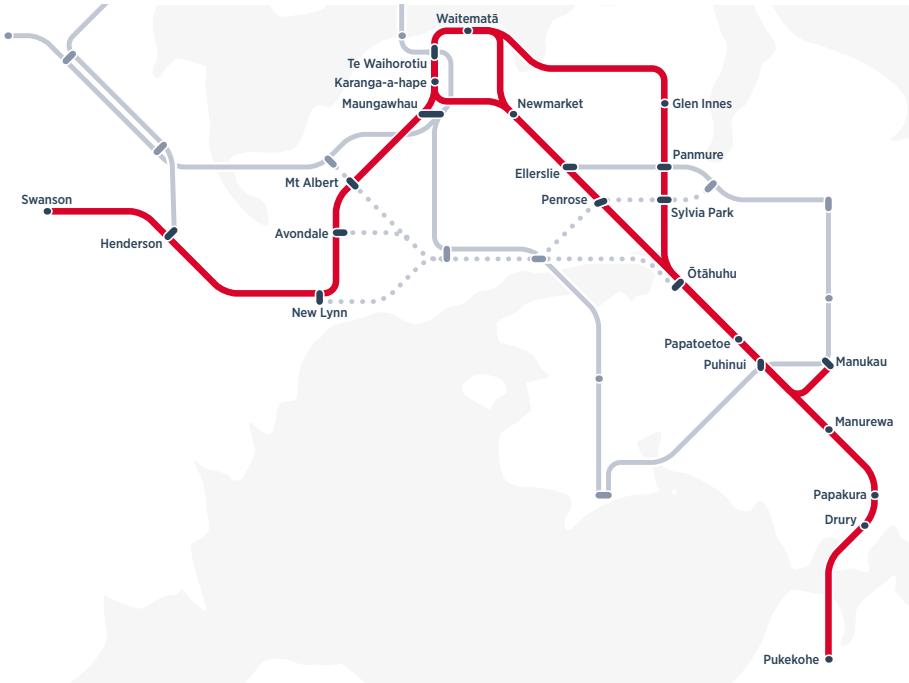 Waitematā
Te Waihorotiu
Karanga-a-hape
Maungawhau
Newmarket
Glen Innes
Panmure
Ellerslie
Mt Albert
Penrose
Swanson
Sylvia Park
Avondale
Henderson
Ōtāhuhu
New Lynn
Papatoetoe
Puhinui
Manukau
Manurewa
Papakura
Drury
Pukekohe